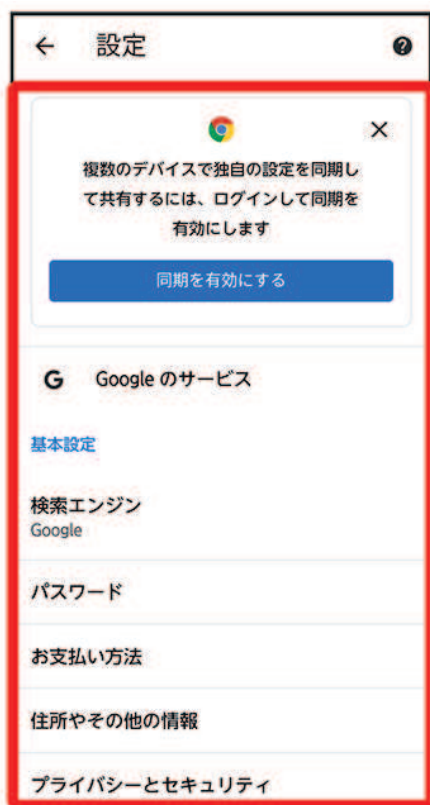 設定
複数のデバイスで独自の設定を同期し
て共有するには、ログインして同期を
有効にします
同期を有効にする
G Google のサービス
基本設定
検索エンジン
Google
パスワード
お支払い方法
住所やその他の情報
プライバシーとセキュリティ